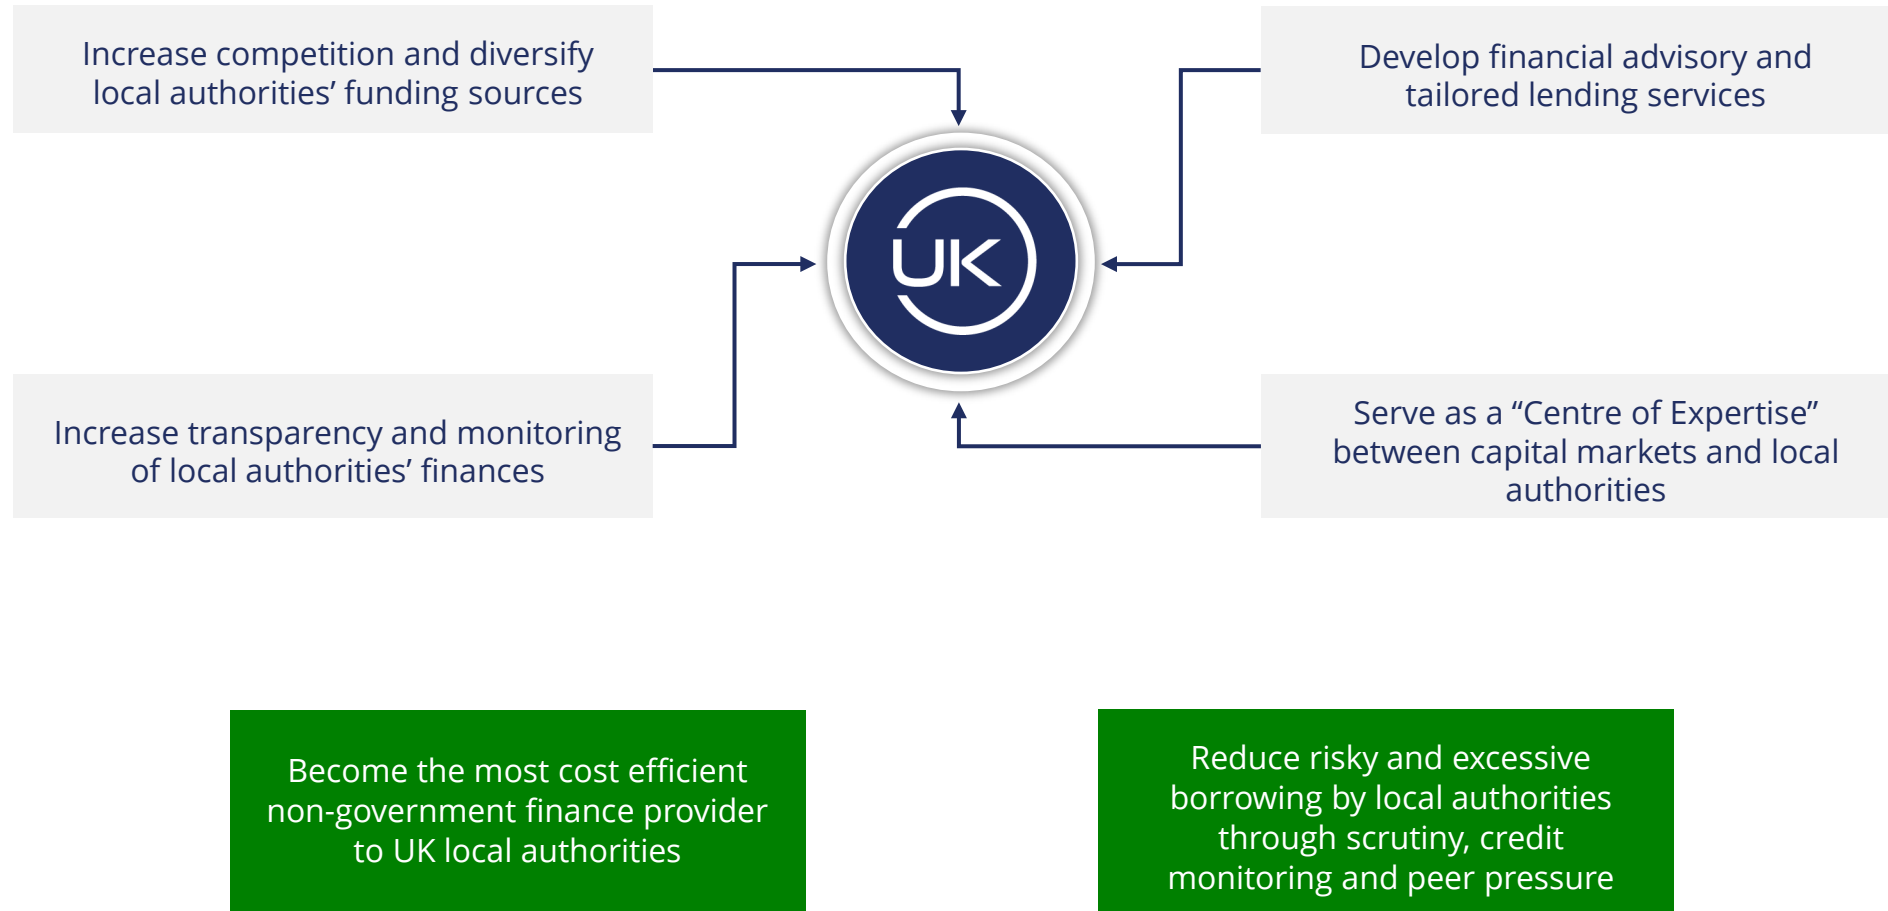 Increase competition and diversify
local authorities’ funding sources
Develop financial advisory and
tailored lending services
UK
Increase transparency and monitoring
of local authorities’ finances
Serve as a “Centre of Expertise”
between capital markets and local
authorities
Become the most cost efficient
non-government finance provider
to UK local authorities
Reduce risky and excessive
borrowing by local authorities
through scrutiny, credit
monitoring and peer pressure